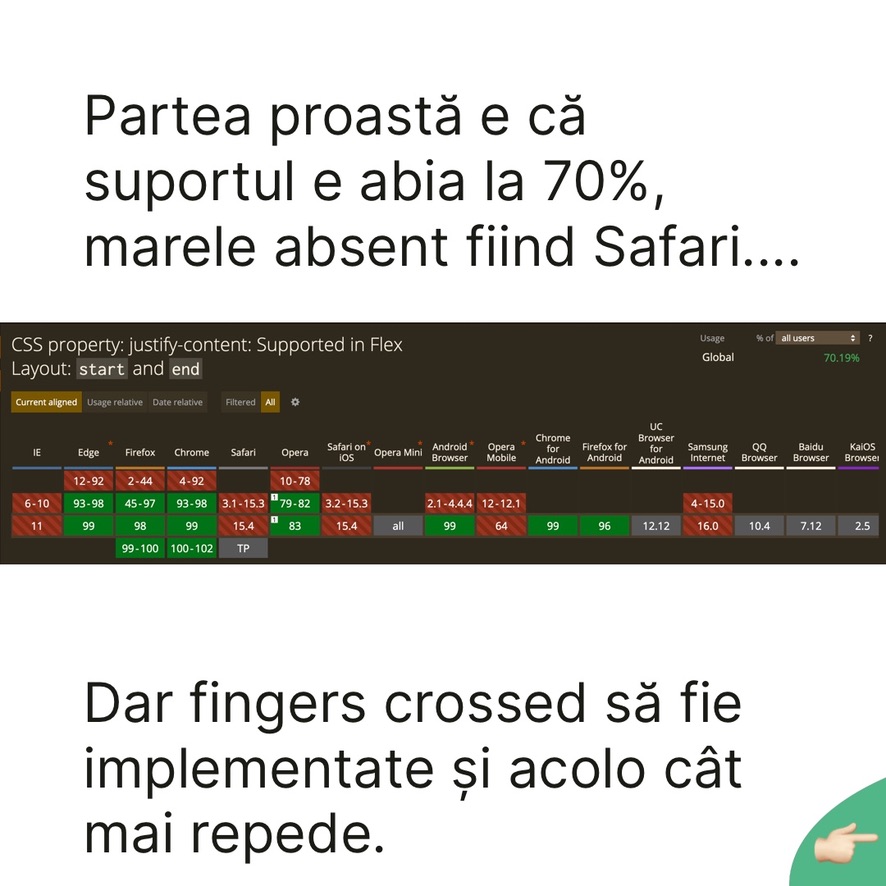 Partea proastă e că
suportul e abia la 70%,
marele absent fiind Safari....
CSS property: justify-content: Supported in Flex
Layout: start and end
Usage % of all users ?
Global 70.19%
Current aligned Usage relative Date relative Filtered All
IE Edge * Firefox Chrome Safari Opera Safari on iOS * Opera Mini * Android Browser * Opera Mobile * Chrome for Android Firefox for Android UC Browser for Android Samsung Internet QQ Browser Baidu Browser KaiOS Browser
12-92 2-44 4-92 10-78
6-10 93-98 45-97 93-98 3.1-15.3 1 79-82 3.2-15.3 2.1-4.4.4 12-12.1 4-15.0
11 99 98 99 15.4 1 83 15.4 all 99 64 99 96 12.12 16.0 10.4 7.12 2.5
99-100 100-102 TP
Dar fingers crossed să fie
implementate și acolo cât
mai repede.